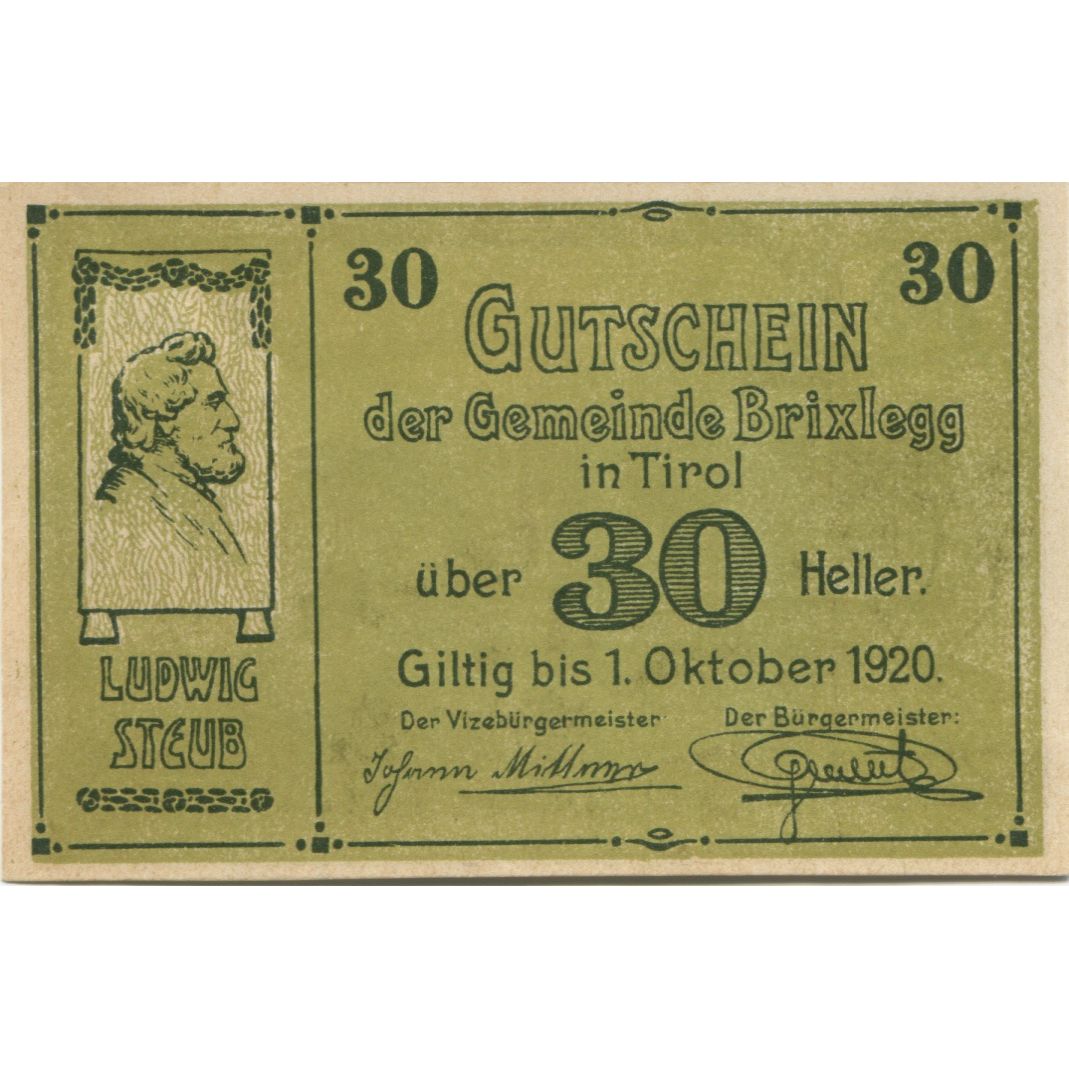 30
30
GUTSCHEIN
der Gemeinde Brixlegg
in Tirol
über 30 Heller.
Giltig bis 1. Oktober 1920.
Der Vizebürgermeister
Der Bürgermeister:
Johann
LUDWIG
STEUB